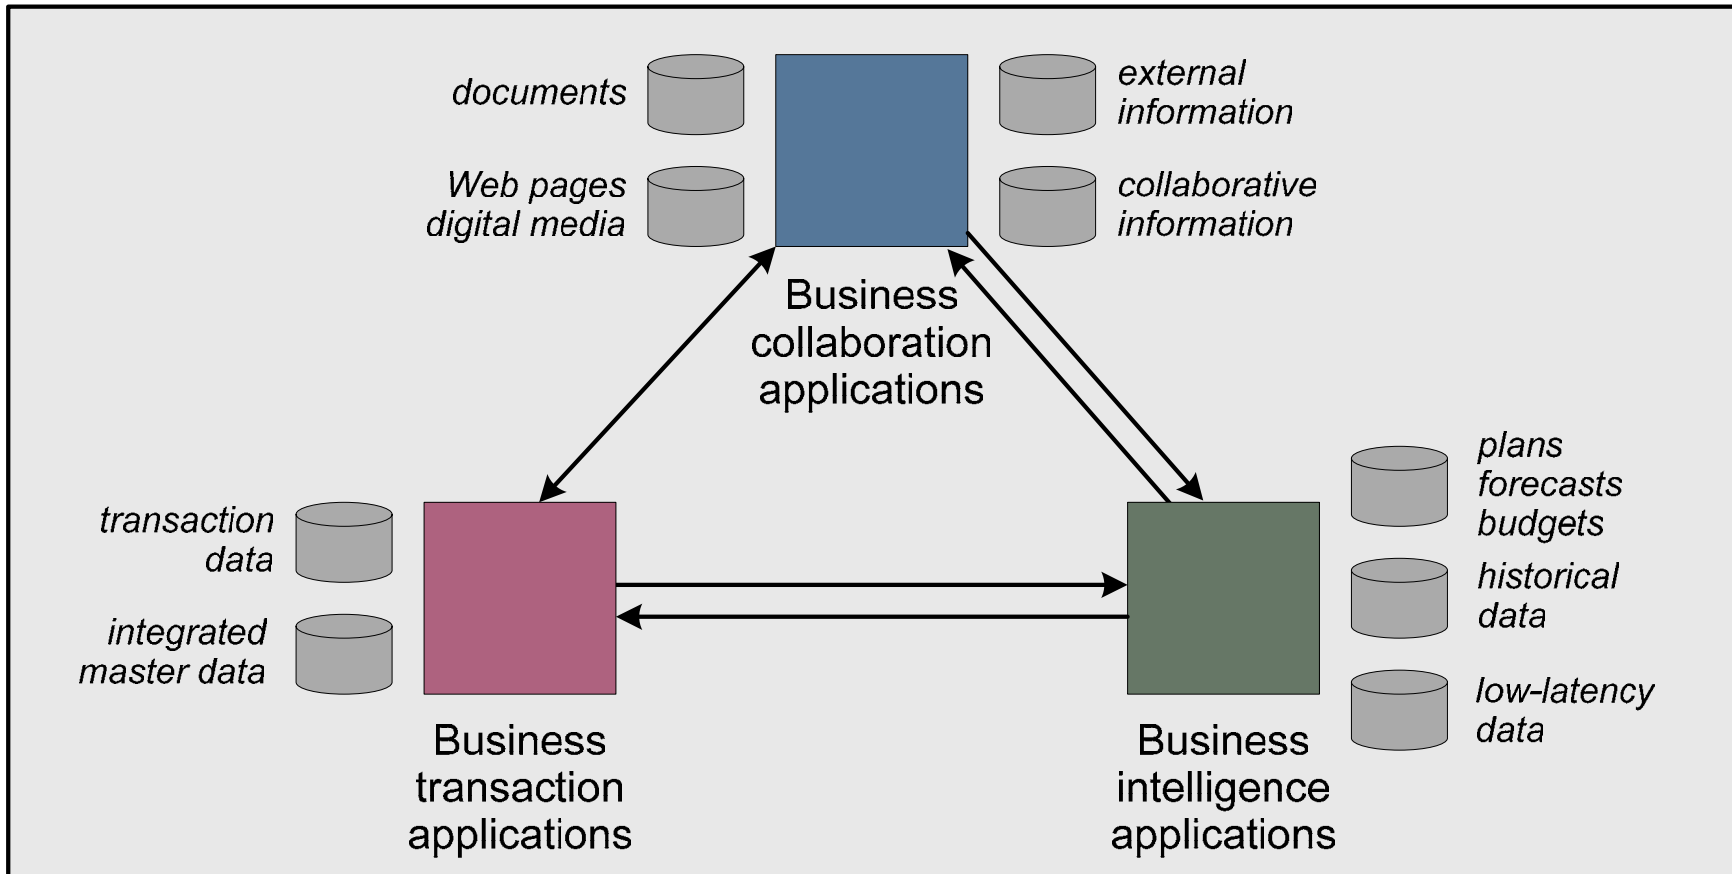 documents
Web pages
digital media
external
information
collaborative
information
Business
collaboration
applications
transaction
data
integrated
master data
Business
transaction
applications
plans
forecasts
budgets
historical
data
low-latency
data
Business
intelligence
applications